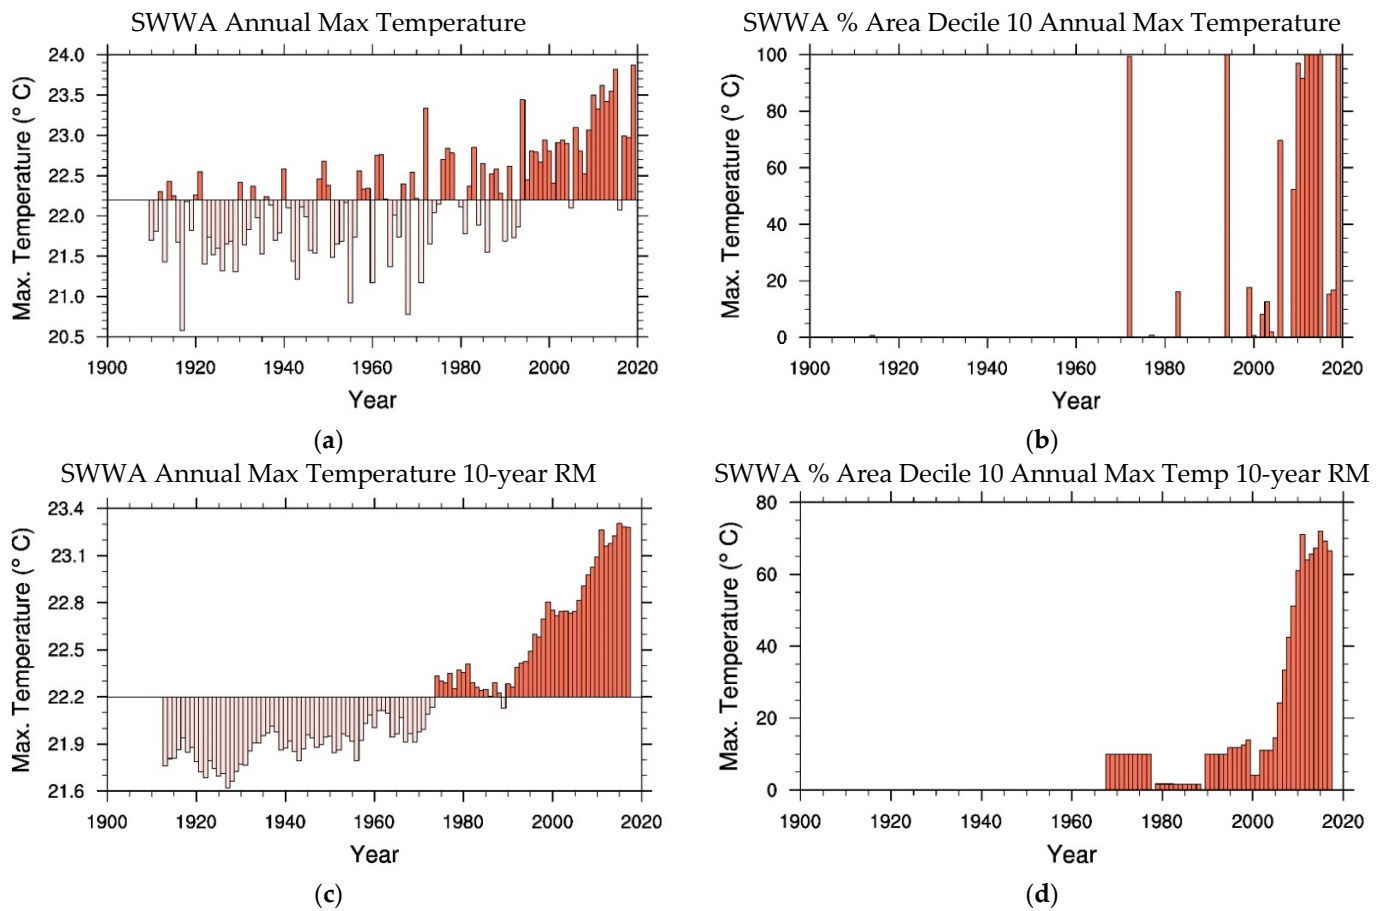 SWWA Annual Max Temperature
Max. Temperature (° C)
24.0
23.5
23.0
22.5
22.0
21.5
21.0
20.5
1900 1920 1940 1960 1980 2000 2020
Year
(a)
SWWA % Area Decile 10 Annual Max Temperature
Max. Temperature (° C)
100
80
60
40
20
0
1900 1920 1940 1960 1980 2000 2020
Year
(b)
SWWA Annual Max Temperature 10-year RM
Max. Temperature (° C)
23.4
23.1
22.8
22.5
22.2
21.9
21.6
1900 1920 1940 1960 1980 2000 2020
Year
(c)
SWWA % Area Decile 10 Annual Max Temp 10-year RM
Max. Temperature (° C)
80
60
40
20
0
1900 1920 1940 1960 1980 2000 2020
Year
(d)